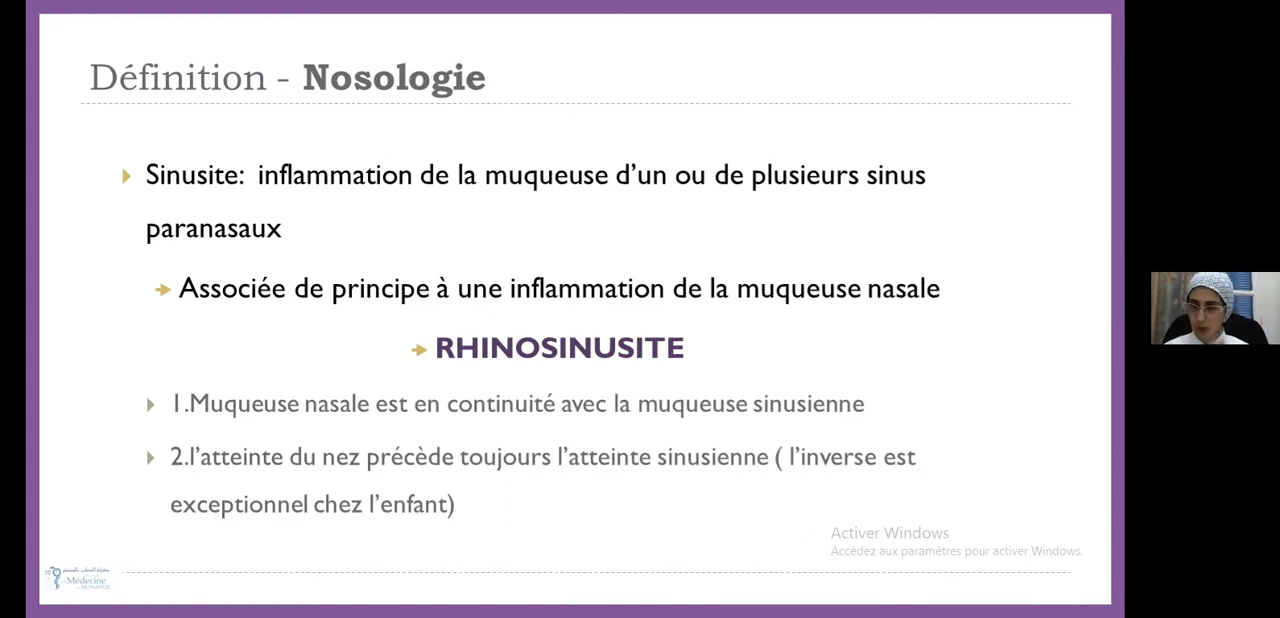 Définition - Nosologie
Sinusite: inflammation de la muqueuse d’un ou de plusieurs sinus
paranasaux
Associée de principe à une inflammation de la muqueuse nasale
RHINOSINUSITE
1.Muqueuse nasale est en continuité avec la muqueuse sinusienne
2.l’atteinte du nez précède toujours l’atteinte sinusienne ( l’inverse est
exceptionnel chez l’enfant)
Activer Windows
Accédez aux paramètres pour activer Windows.
Médecine